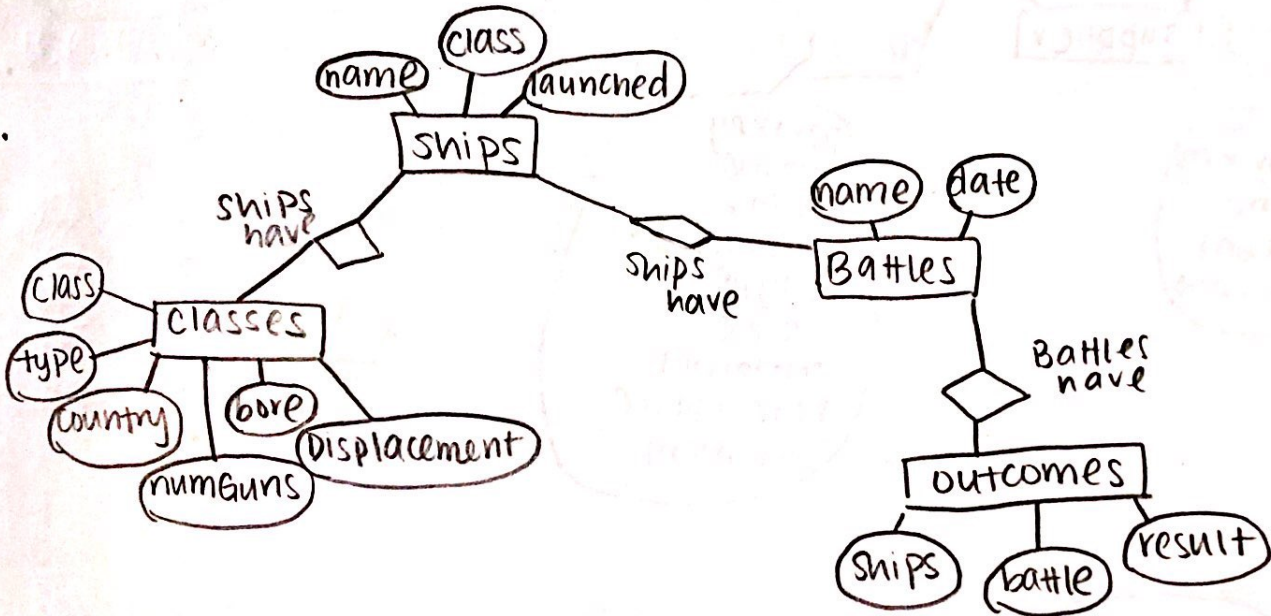 class
name
launched
ships
ships
have
name
date
Battles
ships
have
class
classes
type
country
bore
Displacement
numGuns
Battles
have
outcomes
ships
battle
result